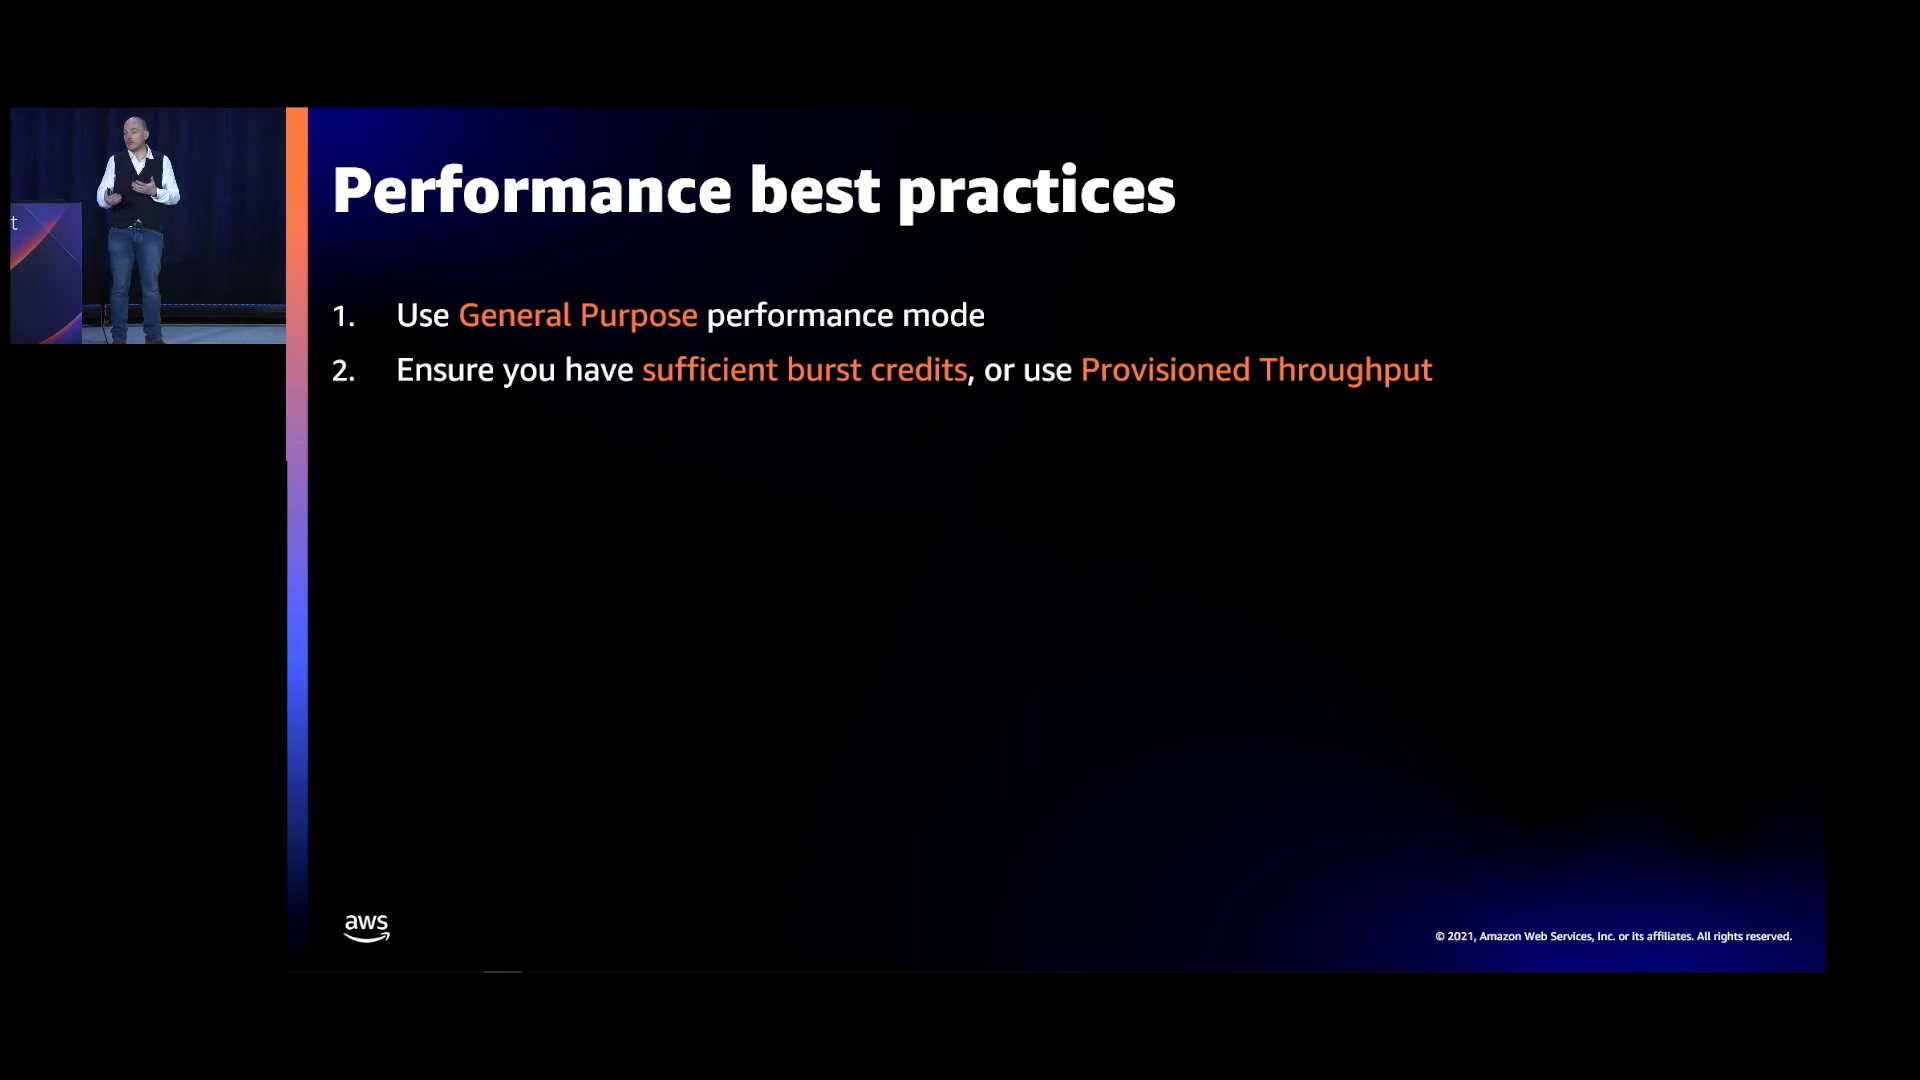 t
Performance best practices
1. Use General Purpose performance mode
2. Ensure you have sufficient burst credits, or use Provisioned Throughput
aws
© 2021, Amazon Web Services, Inc. or its affiliates. All rights reserved.